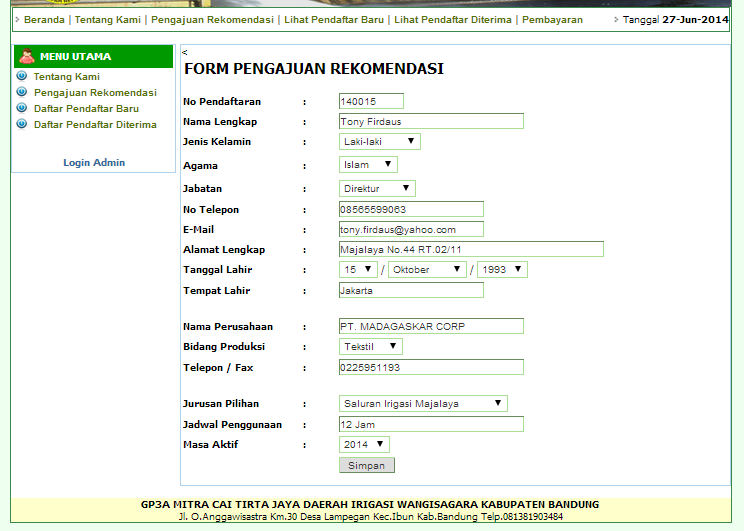 > Beranda | Tentang Kami | Pengajuan Rekomendasi | Lihat Pendaftar Baru | Lihat Pendaftar Diterima | Pembayaran > Tanggal 27-Jun-2014
MENU UTAMA
Tentang Kami
Pengajuan Rekomendasi
Daftar Pendaftar Baru
Daftar Pendaftar Diterima
Login Admin
<
FORM PENGAJUAN REKOMENDASI
No Pendaftaran : 140015
Nama Lengkap : Tony Firdaus
Jenis Kelamin : Laki-laki
Agama : Islam
Jabatan : Direktur
No Telepon : 08565599063
E-Mail : tony.firdaus@yahoo.com
Alamat Lengkap : Majalaya No.44 RT.02/11
Tanggal Lahir : 15 / Oktober / 1993
Tempat Lahir : Jakarta
Nama Perusahaan : PT. MADAGASKAR CORP
Bidang Produksi : Tekstil
Telepon / Fax : 0225951193
Jurusan Pilihan : Saluran Irigasi Majalaya
Jadwal Penggunaan : 12 Jam
Masa Aktif : 2014
Simpan
GP3A MITRA CAI TIRTA JAYA DAERAH IRIGASI WANGISAGARA KABUPATEN BANDUNG
Jl. O.Anggawisastra Km.30 Desa Lampegan Kec.Ibun Kab.Bandung Telp.081381903484